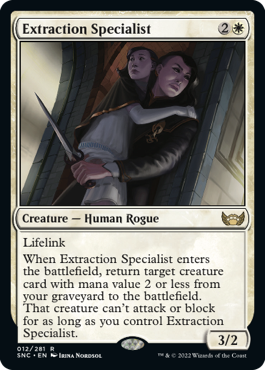 Extraction Specialist 2
Creature — Human Rogue
Lifelink
When Extraction Specialist enters
the battlefield, return target creature
card with mana value 2 or less from
your graveyard to the battlefield.
That creature can't attack or block
for as long as you control Extraction
Specialist.
3/2
012/281 R
SNC • EN Irina Nordsol
™ & © 2022 Wizards of the Coast